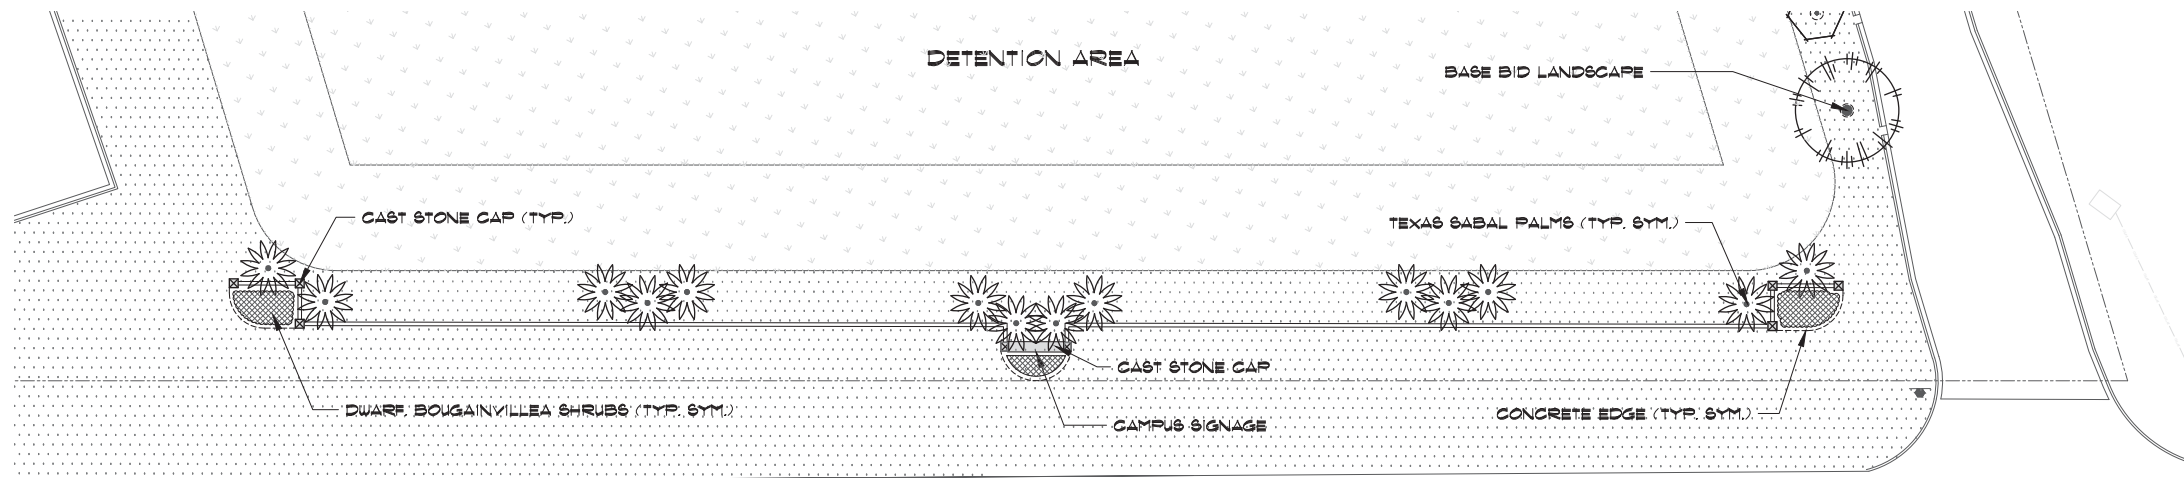 DETENTION AREA
BASE BID LANDSCAPE
CAST STONE CAP (TYP.)
TEXAS SABAL PALMS (TYP. SYM.)
CAST STONE CAP
DWARF BOUGAINVILLEA SHRUBS (TYP. SYM.)
CONCRETE EDGE (TYP. SYM.)
CAMPUS SIGNAGE